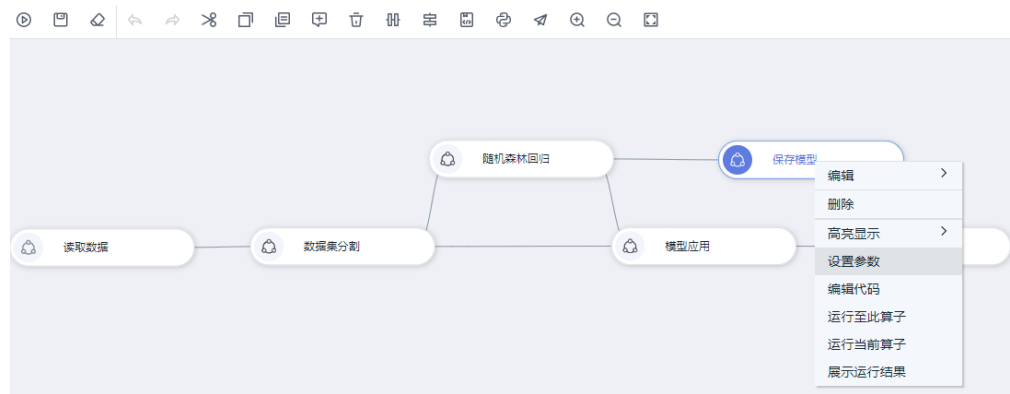 随机森林回归
保存模型
读取数据
数据集分割
模型应用
编辑
删除
高亮显示
设置参数
编辑代码
运行至此算子
运行当前算子
展示运行结果